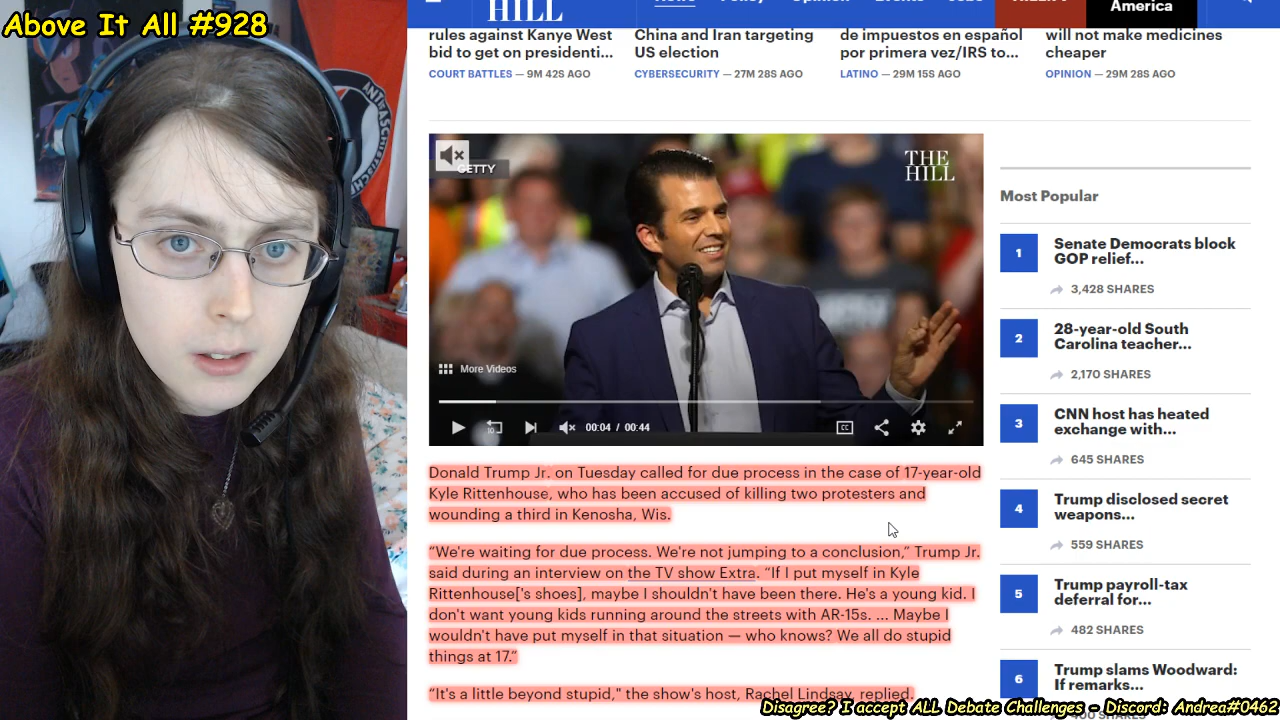 Above It All #928
HILL
America
rules against Kanye West
bid to get on presidenti...
COURT BATTLES — 9M 42S AGO
China and Iran targeting
US election
CYBERSECURITY — 27M 28S AGO
de impuestos en español
por primera vez/IRS to...
LATINO — 29M 15S AGO
will not make medicines
cheaper
OPINION — 29M 28S AGO
GETTY
THE
HILL
More Videos
00:04 / 00:44
CC
Donald Trump Jr. on Tuesday called for due process in the case of 17-year-old
Kyle Rittenhouse, who has been accused of killing two protesters and
wounding a third in Kenosha, Wis.
“We're waiting for due process. We're not jumping to a conclusion,” Trump Jr.
said during an interview on the TV show Extra. “If I put myself in Kyle
Rittenhouse['s shoes], maybe I shouldn't have been there. He's a young kid. I
don't want young kids running around the streets with AR-15s. ... Maybe I
wouldn't have put myself in that situation — who knows? We all do stupid
things at 17.”
“It's a little beyond stupid," the show's host, Rachel Lindsay, replied.
Most Popular
1
Senate Democrats block
GOP relief...
3,428 SHARES
2
28-year-old South
Carolina teacher...
2,170 SHARES
3
CNN host has heated
exchange with...
645 SHARES
4
Trump disclosed secret
weapons...
559 SHARES
5
Trump payroll-tax
deferral for...
482 SHARES
6
Trump slams Woodward:
If remarks...
Disagree? I accept ALL Debate Challenges - Discord: Andrea#0462